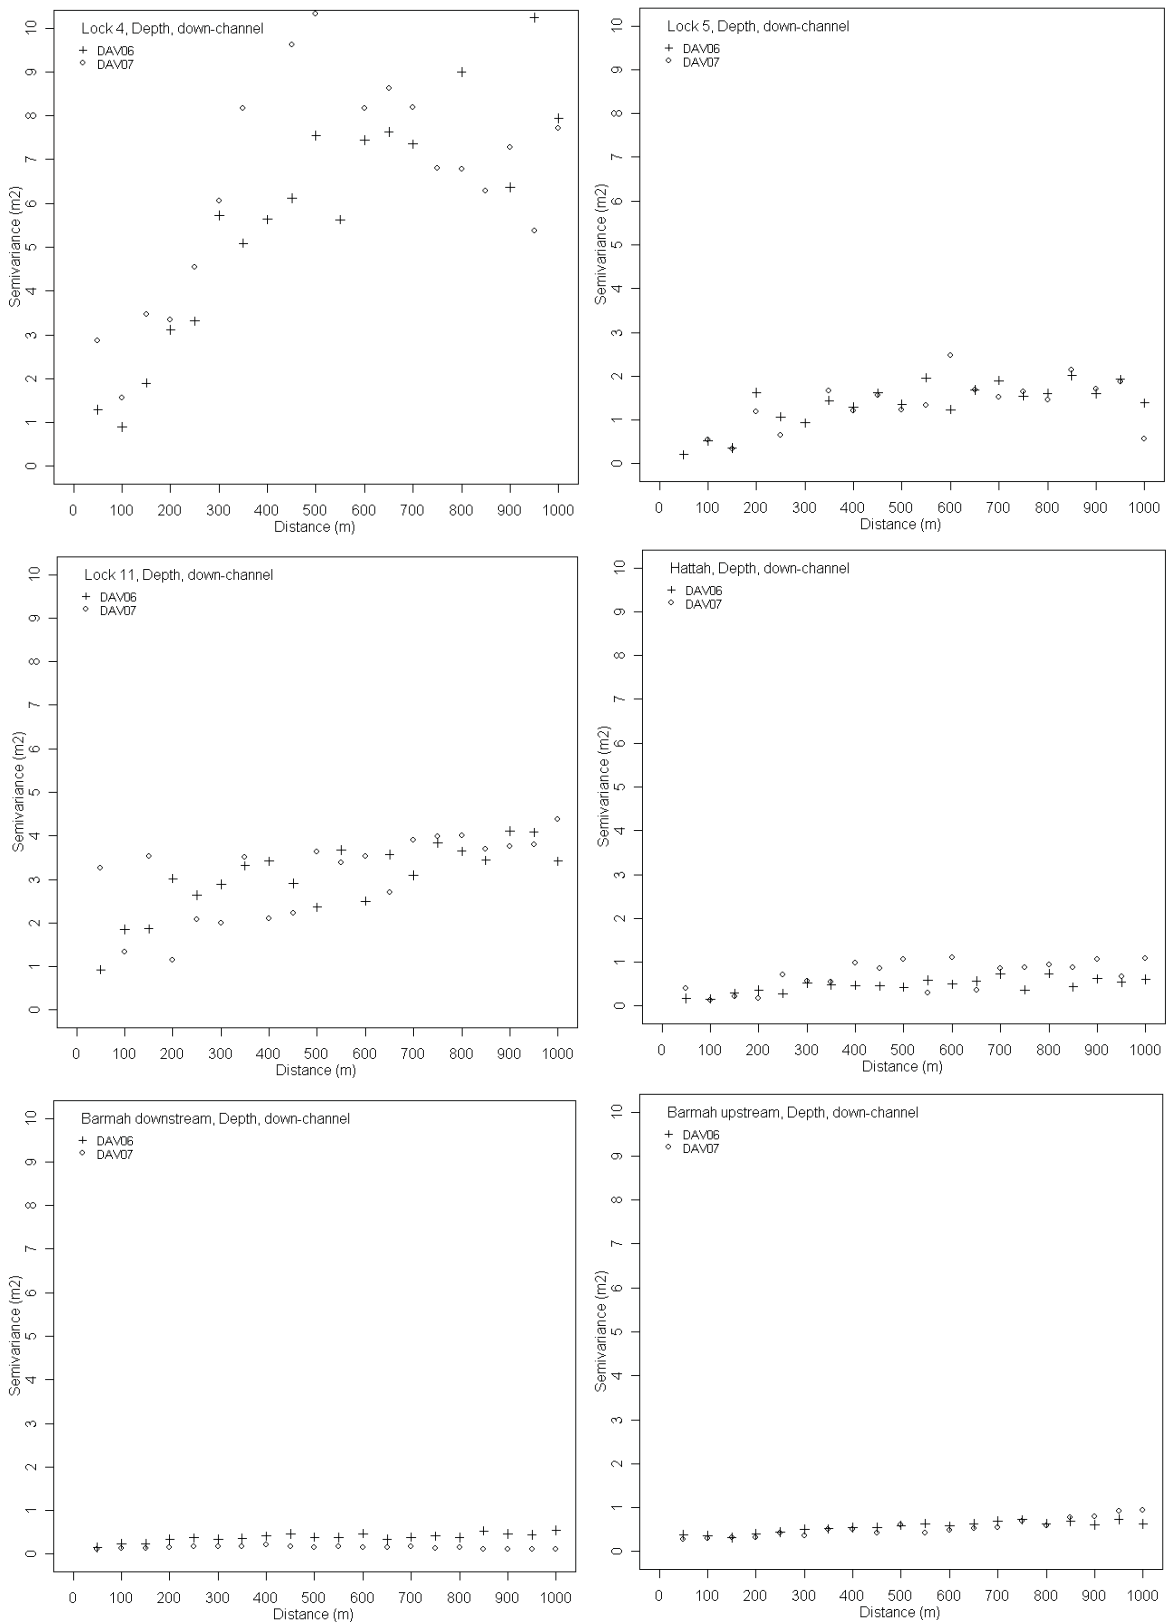 Lock 4, Depth, down-channel
+ DAV06
○ DAV07
Semivariance (m2)
0 1 2 3 4 5 6 7 8 9 10
0 100 200 300 400 500 600 700 800 900 1000
Distance (m)
Lock 5, Depth, down-channel
+ DAV06
○ DAV07
Semivariance (m2)
0 1 2 3 4 5 6 7 8 9 10
0 100 200 300 400 500 600 700 800 900 1000
Distance (m)
Lock 11, Depth, down-channel
+ DAV06
○ DAV07
Semivariance (m2)
0 1 2 3 4 5 6 7 8 9 10
0 100 200 300 400 500 600 700 800 900 1000
Distance (m)
Hattah, Depth, down-channel
+ DAV06
○ DAV07
Semivariance (m2)
0 1 2 3 4 5 6 7 8 9 10
0 100 200 300 400 500 600 700 800 900 1000
Distance (m)
Barmah downstream, Depth, down-channel
+ DAV06
○ DAV07
Semivariance (m2)
0 1 2 3 4 5 6 7 8 9 10
0 100 200 300 400 500 600 700 800 900 1000
Distance (m)
Barmah upstream, Depth, down-channel
+ DAV06
○ DAV07
Semivariance (m2)
0 1 2 3 4 5 6 7 8 9 10
0 100 200 300 400 500 600 700 800 900 1000
Distance (m)